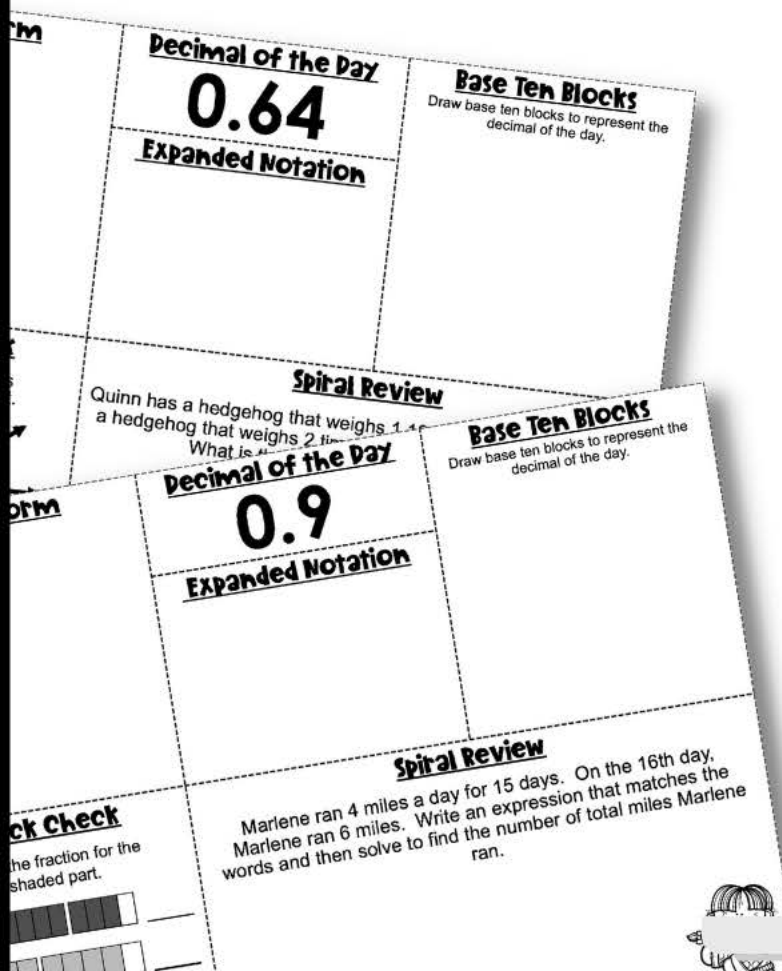 Decimal of the Day
0.64
Expanded Notation
Base Ten Blocks
Draw base ten blocks to represent the
decimal of the day.
Spiral Review
Quinn has a hedgehog that weighs
a hedgehog that weighs 2
What is
Decimal of the Day
0.9
Expanded Notation
Base Ten Blocks
Draw base ten blocks to represent the
decimal of the day.
ck Check
the fraction for the
shaded part.
Spiral Review
Marlene ran 4 miles a day for 15 days. On the 16th day,
Marlene ran 6 miles. Write an expression that matches the
words and then solve to find the number of total miles Marlene
ran.